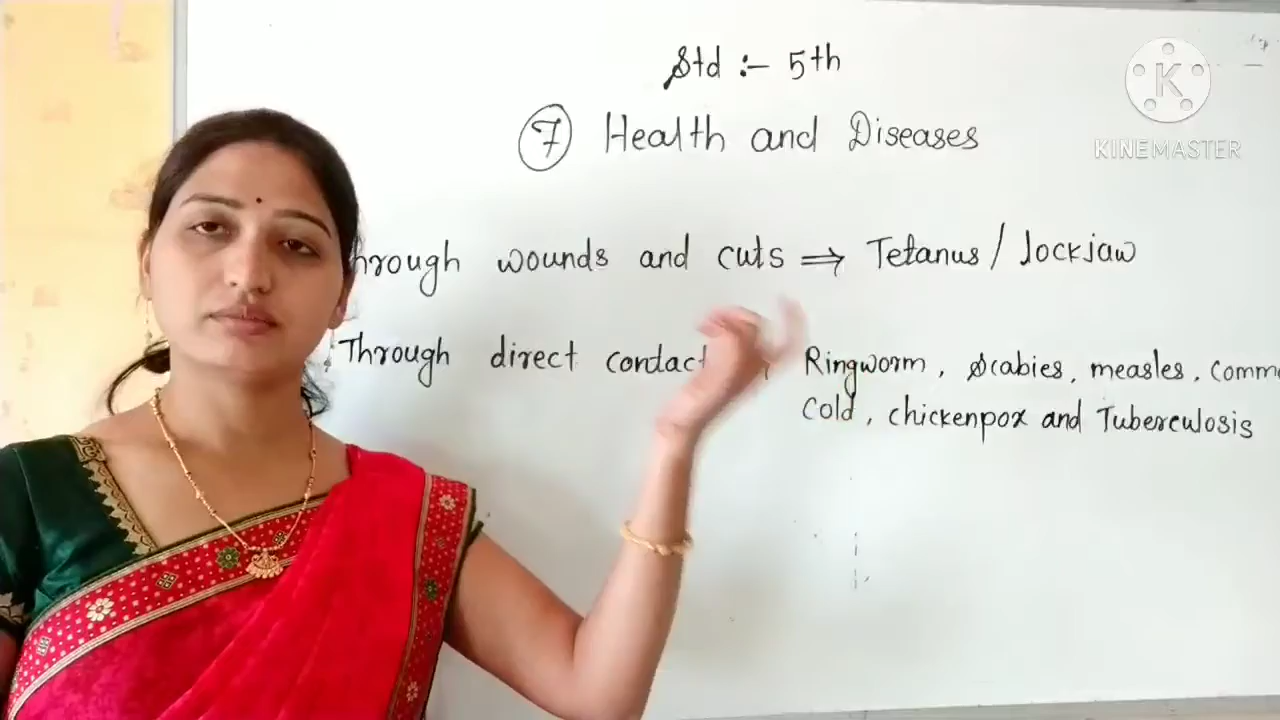 Std :- 5th
7 Health and Diseases
hrough wounds and cuts ⇒ Tetanus / lockjaw
Through direct contact Ringworm, Scabies, measles, comm
cold, chickenpox and Tuberculosis
K
KINEMASTER